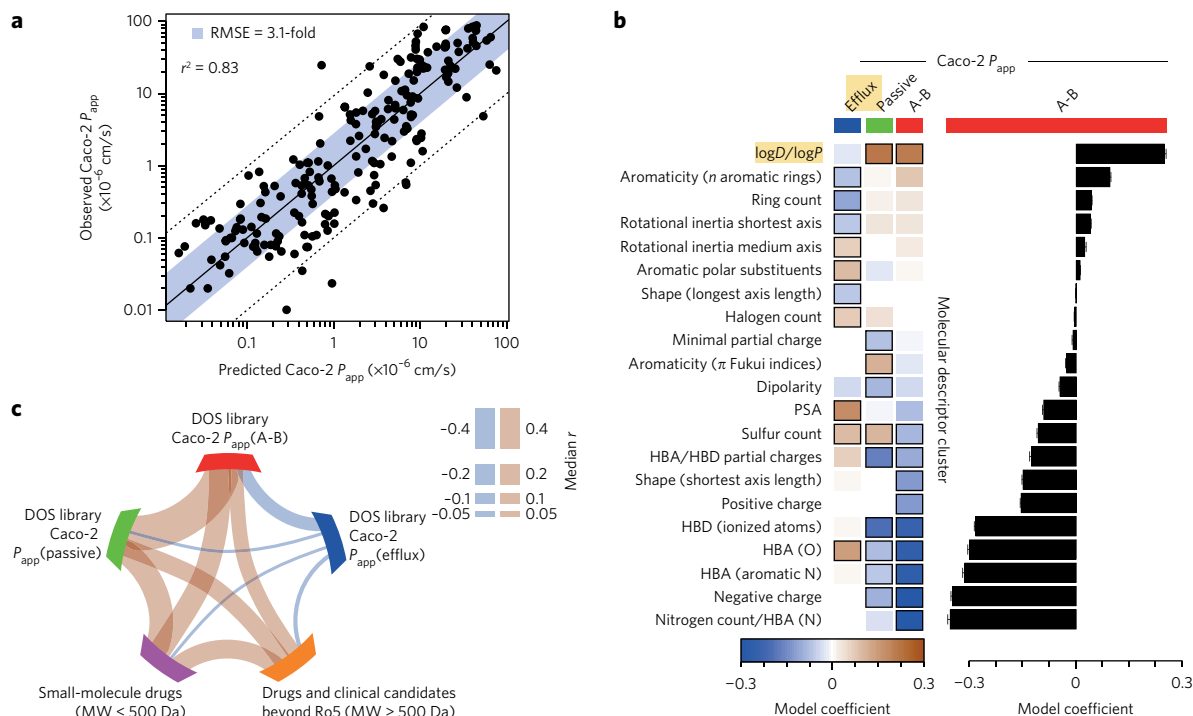 a
RMSE = 3.1-fold
r² = 0.83
Observed Caco-2 Papp
(×10⁻⁶ cm/s)
100
10
1
0.1
0.01
0.1
1
10
100
Predicted Caco-2 Papp (×10⁻⁶ cm/s)
b
Caco-2 Papp
Efflux
Passive
A-B
A-B
logD/logP
Aromaticity (n aromatic rings)
Ring count
Rotational inertia shortest axis
Rotational inertia medium axis
Aromatic polar substituents
Shape (longest axis length)
Halogen count
Minimal partial charge
Aromaticity (π Fukui indices)
Dipolarity
PSA
Sulfur count
HBA/HBD partial charges
Shape (shortest axis length)
Positive charge
HBD (ionized atoms)
HBA (O)
HBA (aromatic N)
Negative charge
Nitrogen count/HBA (N)
Molecular descriptor cluster
−0.3
0
0.3
Model coefficient
−0.3
0
0.3
Model coefficient
c
DOS library
Caco-2 Papp(A-B)
DOS library
Caco-2
Papp(passive)
DOS library
Caco-2
Papp(efflux)
Small-molecule drugs
(MW < 500 Da)
Drugs and clinical candidates
beyond Ro5 (MW > 500 Da)
−0.4
0.4
−0.2
0.2
−0.1
0.1
−0.05
0.05
Median r